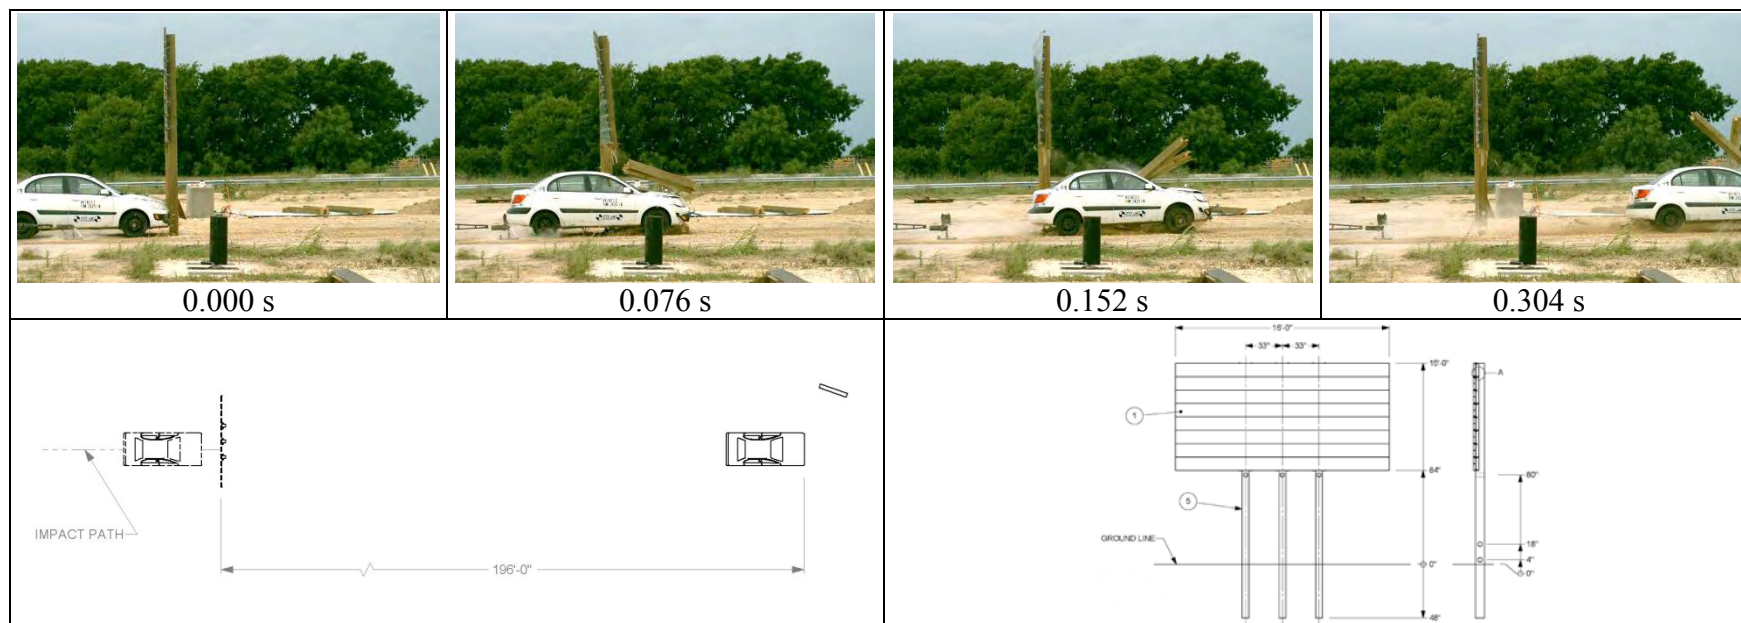 0.000 s
0.076 s
0.152 s
0.304 s
IMPACT PATH
196'-0"
16'-0"
33" 33"
15'-0"
A
1
84"
80"
5
18"
GROUND LINE
4"
0" 0"
48"